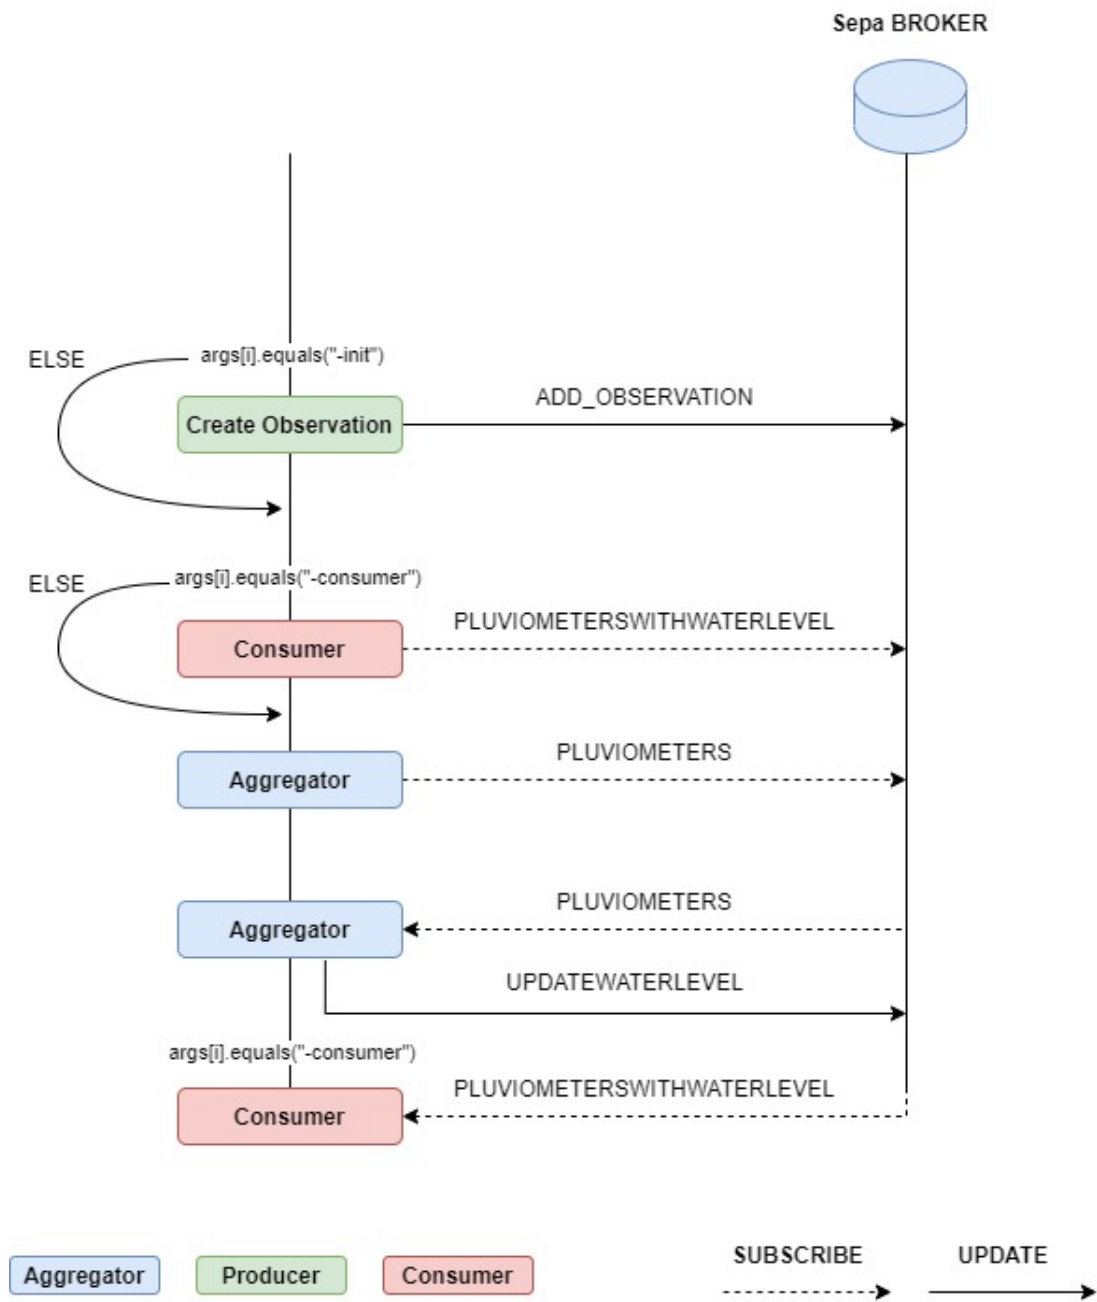 Sepa BROKER
ELSE
args[i].equals("-init")
ADD_OBSERVATION
Create Observation
ELSE
args[i].equals("-consumer")
PLUVIOMETERSWITHWATERLEVEL
Consumer
PLUVIOMETERS
Aggregator
PLUVIOMETERS
Aggregator
UPDATEWATERLEVEL
args[i].equals("-consumer")
PLUVIOMETERSWITHWATERLEVEL
Consumer
SUBSCRIBE
UPDATE
Aggregator
Producer
Consumer